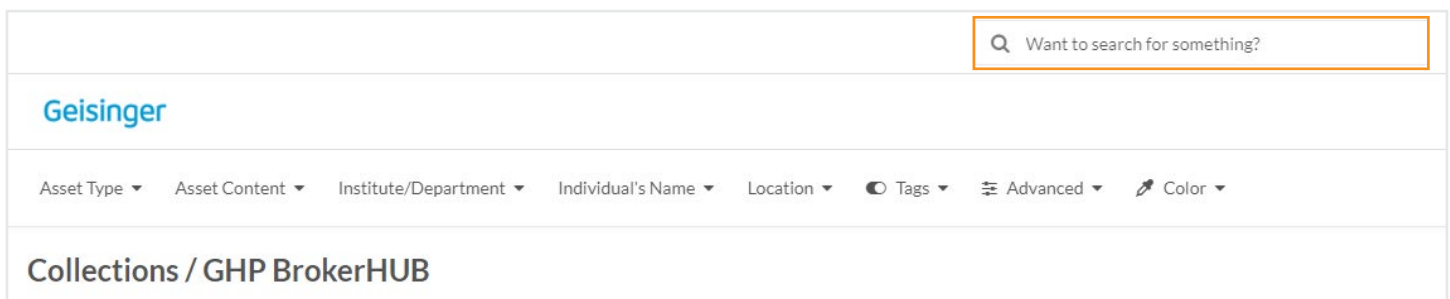 Want to search for something?
Geisinger
Asset Type Asset Content Institute/Department Individual's Name Location Tags Advanced Color
Collections / GHP BrokerHUB